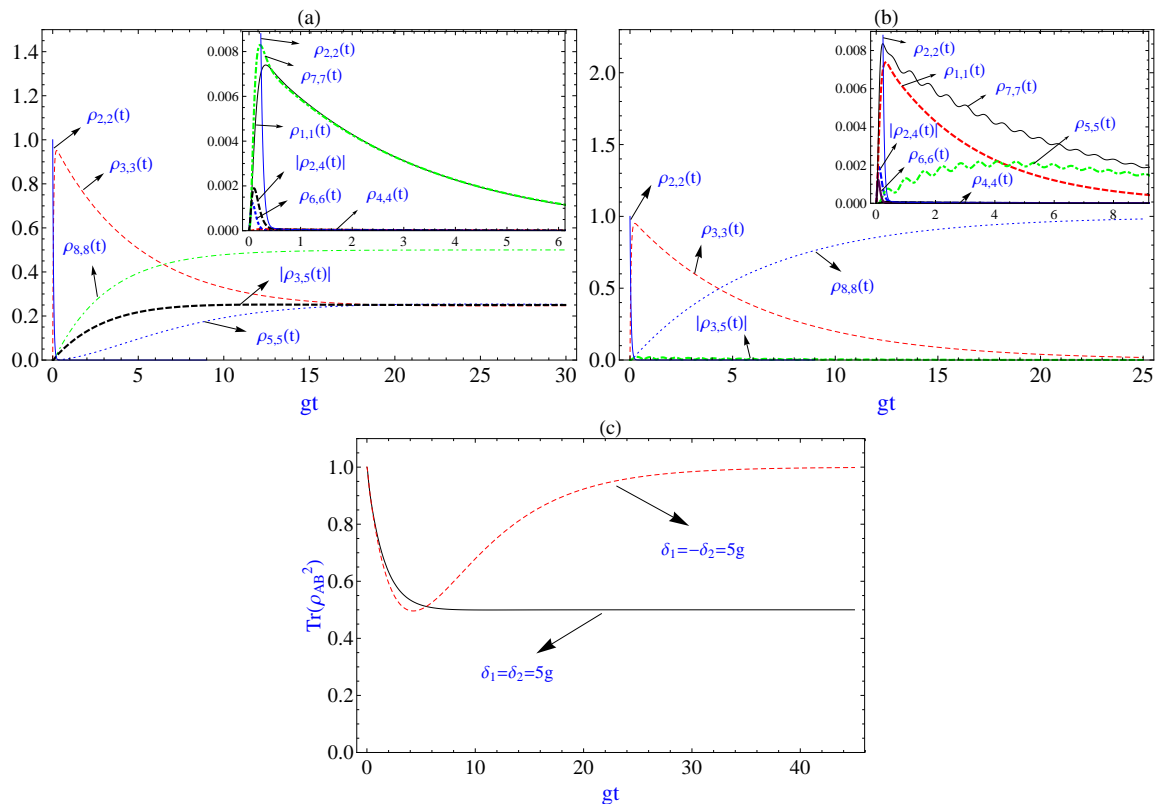 (a)
1.4
1.2
1.0
0.8
0.6
0.4
0.2
0.0
0
5
10
15
20
25
30
gt
ρ2,2(t)
ρ3,3(t)
ρ8,8(t)
|ρ3,5(t)|
ρ5,5(t)
0.008
0.006
0.004
0.002
0.000
0
1
2
3
4
5
6
ρ2,2(t)
ρ7,7(t)
ρ1,1(t)
|ρ2,4(t)|
ρ6,6(t)
ρ4,4(t)
(b)
2.0
1.5
1.0
0.5
0.0
0
5
10
15
20
25
gt
ρ2,2(t)
ρ3,3(t)
ρ8,8(t)
|ρ3,5(t)|
0.008
0.006
0.004
0.002
0.000
0
2
4
6
8
ρ2,2(t)
ρ1,1(t)
ρ7,7(t)
ρ5,5(t)
|ρ2,4(t)|
ρ6,6(t)
ρ4,4(t)
(c)
Tr(ρAB²)
1.0
0.8
0.6
0.4
0.2
0.0
0
10
20
30
40
gt
δ1=−δ2=5g
δ1=δ2=5g